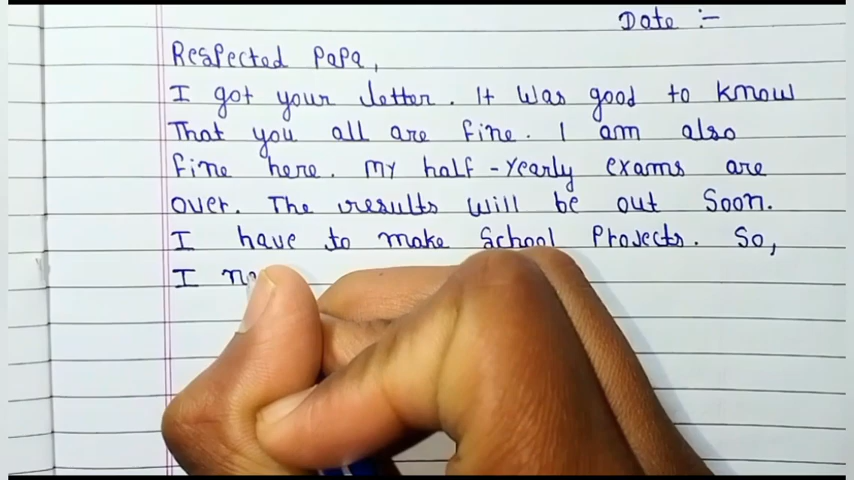 Date :-
Respected Papa,
I got your letter. It was good to know
That you all are fine. I am also
fine here. My half-yearly exams are
over. The results will be out Soon.
I have to make School Projects. So,
I